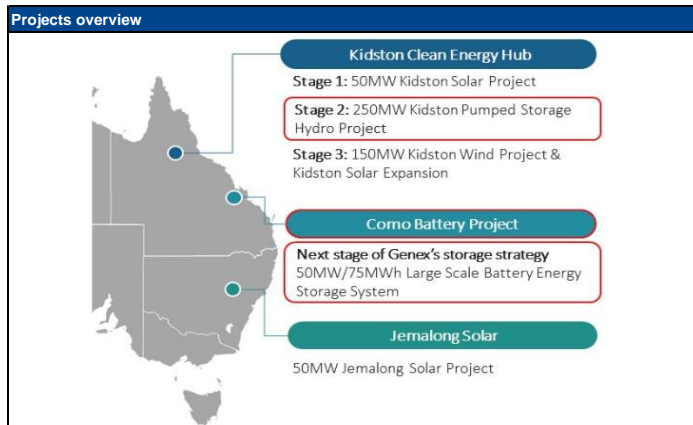 Projects overview
Kidston Clean Energy Hub
Stage 1: 50MW Kidston Solar Project
Stage 2: 250MW Kidston Pumped Storage
Hydro Project
Stage 3: 150MW Kidston Wind Project &
Kidston Solar Expansion
Como Battery Project
Next stage of Genex's storage strategy
50MW/75MWh Large Scale Battery Energy
Storage System
Jemalong Solar
50MW Jemalong Solar Project